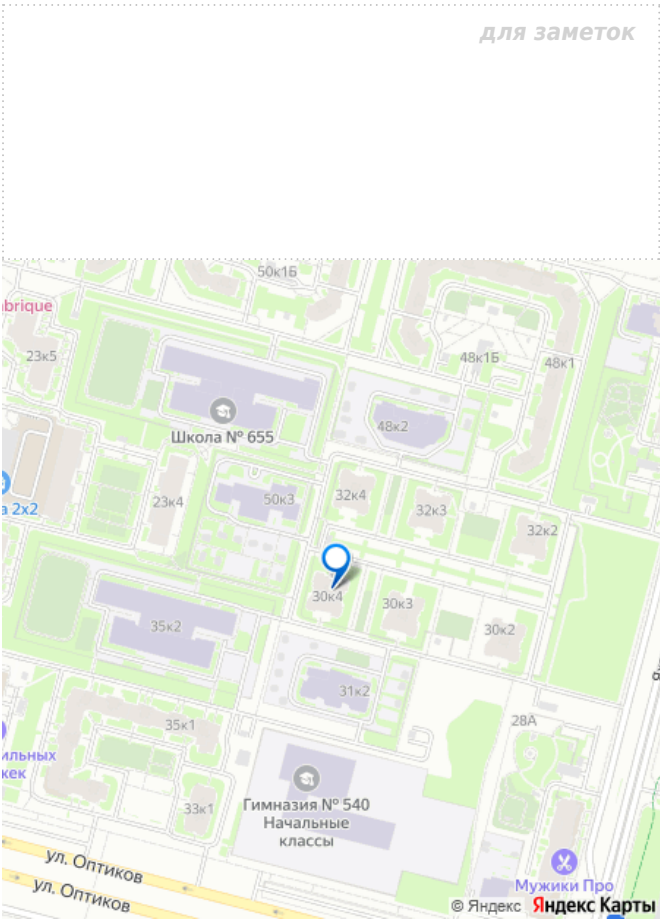 для заметок
50к1Б
brique
23к5
48к1Б
48к1
48к2
Школа № 655
50к3
32к4
32к3
32к2
а 2х2
23к4
30к4
30к3
30к2
35к2
31к2
28А
35к1
ильных
жек
33к1
Гимназия № 540
Начальные
классы
ул. Оптиков
ул. Оптиков
Мужики Про
© Яндекс Яндекс Карты